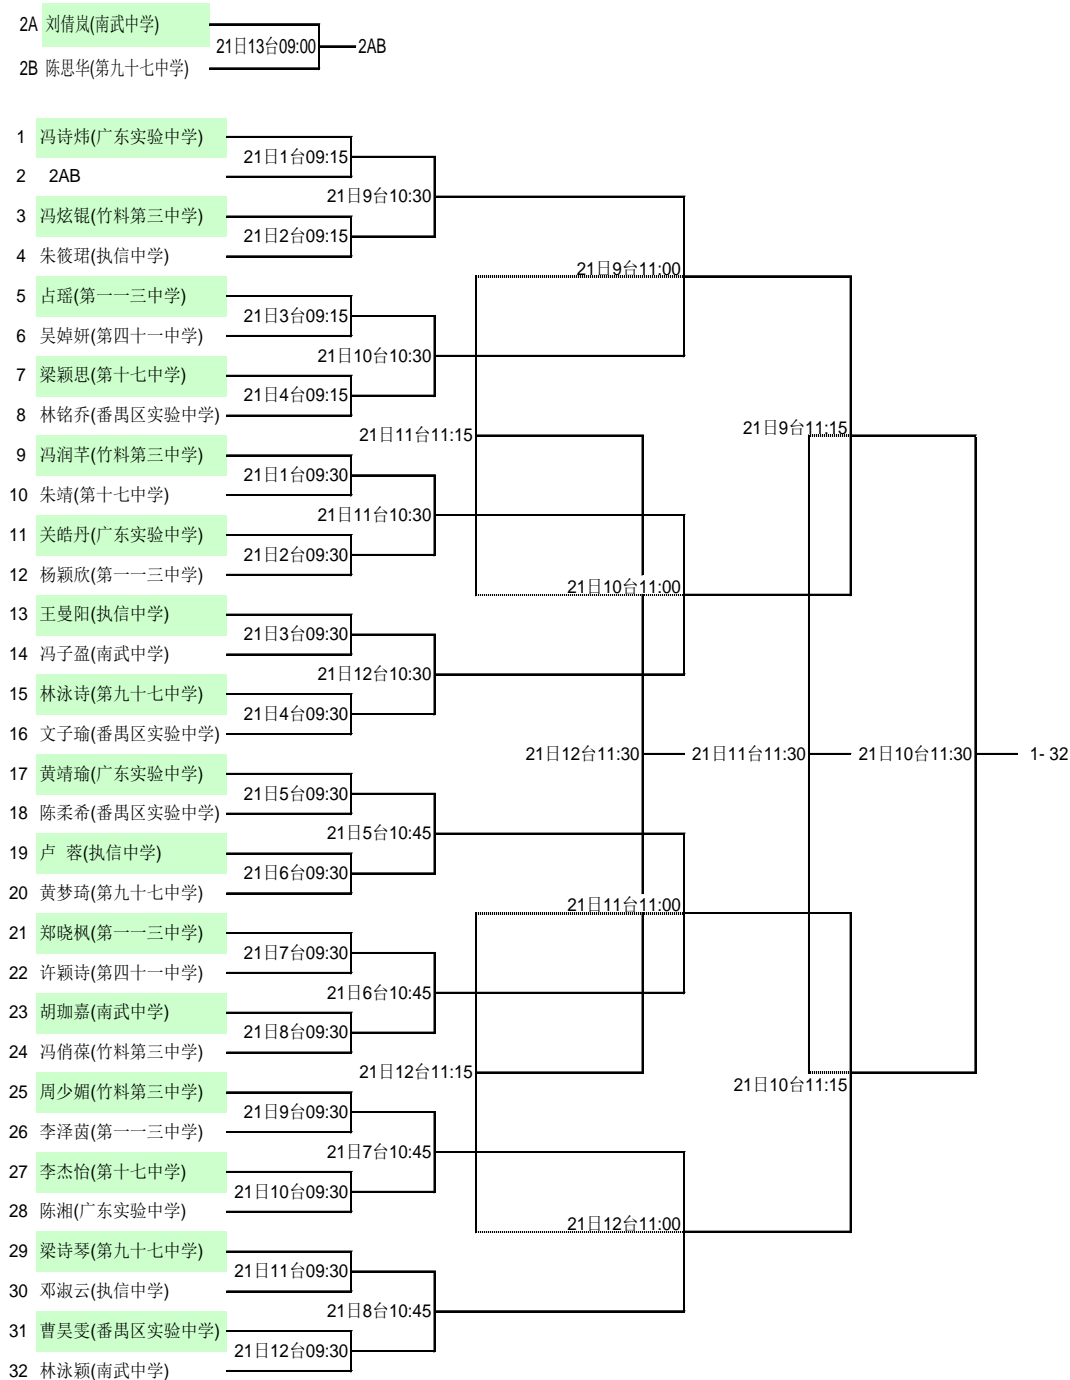 2A 刘倩岚(南武中学)
21日13台09:00
2AB
2B 陈思华(第九十七中学)
1 冯诗炜(广东实验中学)
21日1台09:15
2 2AB
21日9台10:30
3 冯炫锟(竹料第三中学)
21日2台09:15
4 朱筱珺(执信中学)
21日9台11:00
5 占瑶(第一一三中学)
21日3台09:15
6 吴婥妍(第四十一中学)
21日10台10:30
7 梁颖思(第十七中学)
21日4台09:15
8 林铭乔(番禺区实验中学)
21日11台11:15
21日9台11:15
9 冯润芊(竹料第三中学)
21日1台09:30
10 朱靖(第十七中学)
21日11台10:30
11 关皓丹(广东实验中学)
21日2台09:30
12 杨颖欣(第一一三中学)
21日10台11:00
13 王曼阳(执信中学)
21日3台09:30
14 冯子盈(南武中学)
21日12台10:30
15 林泳诗(第九十七中学)
21日4台09:30
16 文子瑜(番禺区实验中学)
21日12台11:30
21日11台11:30
21日10台11:30
1- 32
17 黄靖瑜(广东实验中学)
21日5台09:30
18 陈柔希(番禺区实验中学)
21日5台10:45
19 卢 蓉(执信中学)
21日6台09:30
20 黄梦琦(第九十七中学)
21日11台11:00
21 郑晓枫(第一一三中学)
21日7台09:30
22 许颖诗(第四十一中学)
21日6台10:45
23 胡珈嘉(南武中学)
21日8台09:30
24 冯俏葆(竹料第三中学)
21日12台11:15
21日10台11:15
25 周少媚(竹料第三中学)
21日9台09:30
26 李泽茵(第一一三中学)
21日7台10:45
27 李杰怡(第十七中学)
21日10台09:30
28 陈湘(广东实验中学)
21日12台11:00
29 梁诗琴(第九十七中学)
21日11台09:30
30 邓淑云(执信中学)
21日8台10:45
31 曹昊雯(番禺区实验中学)
21日12台09:30
32 林泳颖(南武中学)